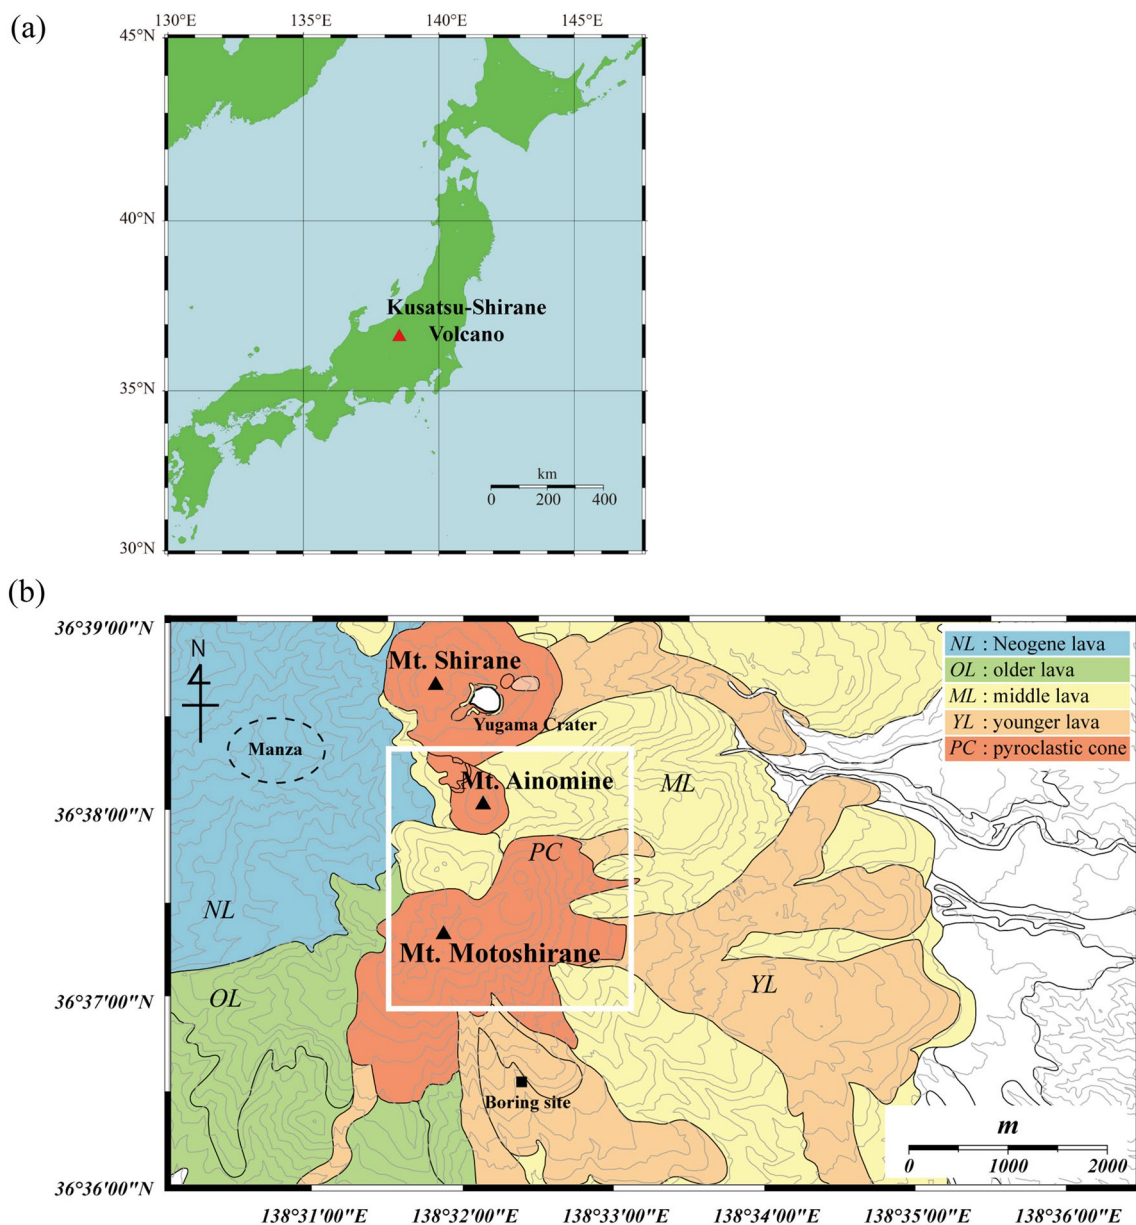 (a)
130°E 135°E 140°E 145°E
45°N
40°N
Kusatsu-Shirane
Volcano
35°N
km
0 200 400
30°N
(b)
36°39'00"N
N
Mt. Shirane
NL : Neogene lava
OL : older lava
ML : middle lava
YL : younger lava
PC : pyroclastic cone
Yugama Crater
Manza
Mt. Ainomine
ML
36°38'00"N
PC
NL
Mt. Motoshirane
OL
YL
36°37'00"N
Boring site
m
0 1000 2000
36°36'00"N
138°31'00"E 138°32'00"E 138°33'00"E 138°34'00"E 138°35'00"E 138°36'00"E